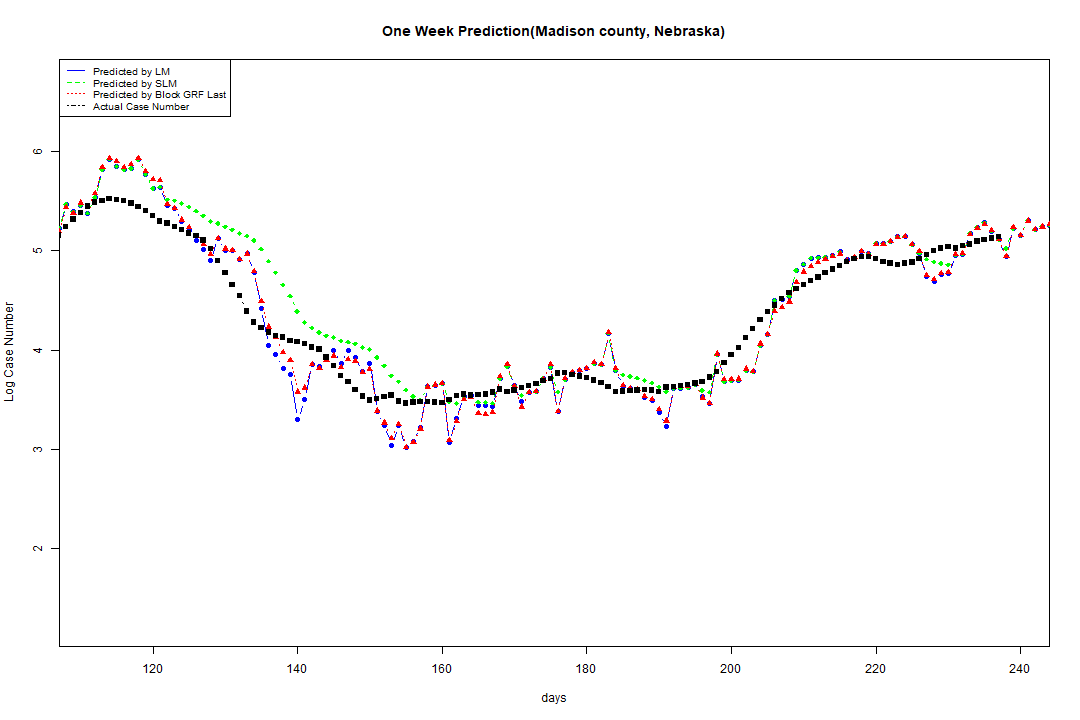 One Week Prediction(Madison county, Nebraska)
Predicted by LM
Predicted by SLM
Predicted by Block GRF Last
Actual Case Number
Log Case Number
6
5
4
3
2
120 140 160 180 200 220 240
days